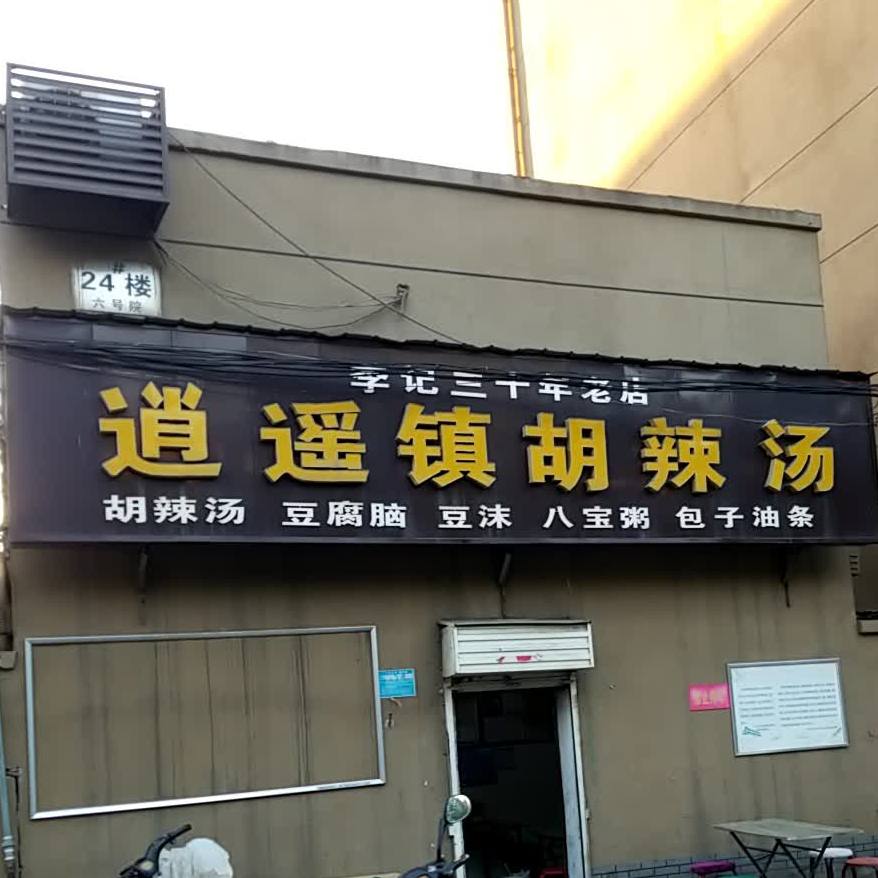 24#楼
六号院
李记三十年老店
逍遥镇胡辣汤
胡辣汤 豆腐脑 豆沫 八宝粥 包子油条